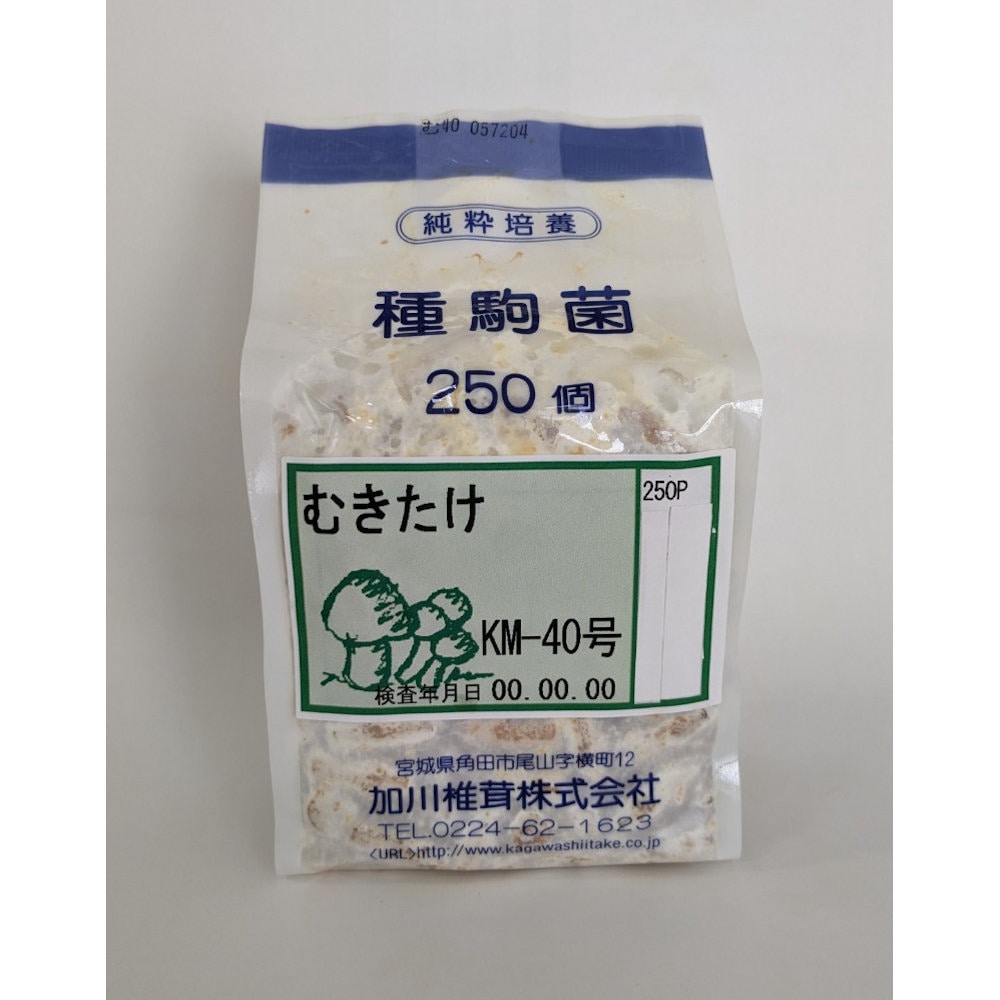 む40 057204
純粋培養
種駒菌
250個
むきたけ
250P
KM-40号
検査年月日 00.00.00
宮城県角田市尾山字横町12
加川椎茸株式会社
TEL.0224-62-1623
<URL>http://www.kagawashiitake.co.jp